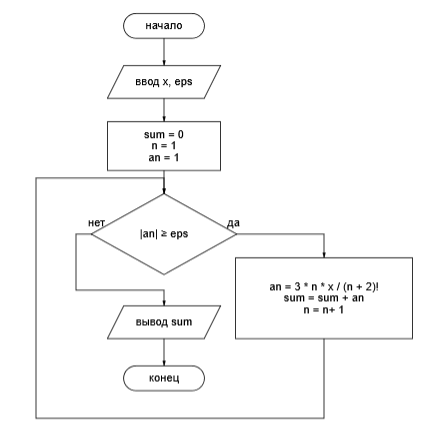 начало
ввод x, eps
sum = 0
n = 1
an = 1
нет
|an| ≥ eps
да
an = 3 * n * x / (n + 2)!
sum = sum + an
n = n+ 1
вывод sum
конец